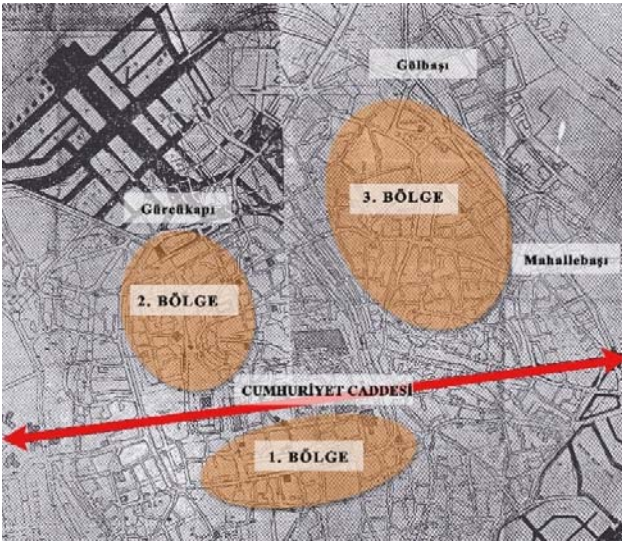 Gölbaşı
3. BÖLGE
Gürcükapı
Mahallebaşı
2. BÖLGE
CUMHURİYET CADDESİ
1. BÖLGE